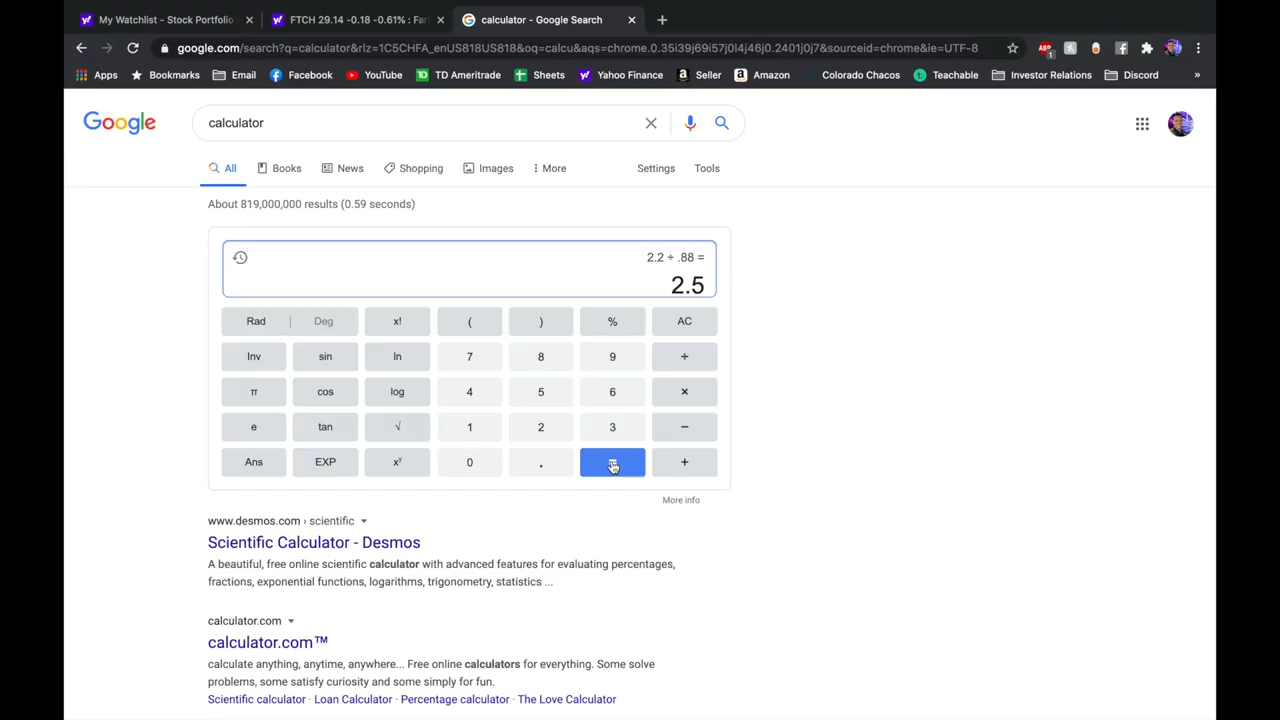 My Watchlist - Stock Portfolio
FTCH 29.14 -0.18 -0.61% : Far
calculator - Google Search
google.com/search?q=calculator&rlz=1C5CHFA_enUS818US818&oq=calcu&aqs=chrome.0.35i39j69i57j0l4j46j0.2401j0j7&sourceid=chrome&ie=UTF-8
ABP
1
Apps
Bookmarks
Email
Facebook
YouTube
TD Ameritrade
Sheets
Yahoo Finance
Seller
Amazon
Colorado Chacos
Teachable
Investor Relations
Discord
»
Google
calculator
All
Books
News
Shopping
Images
More
Settings
Tools
About 819,000,000 results (0.59 seconds)
2.2 ÷ .88 =
2.5
Rad | Deg x! ( ) % AC
Inv sin ln 7 8 9 ÷
π cos log 4 5 6 ×
e tan √ 1 2 3 −
Ans EXP xʸ 0 . = +
More info
www.desmos.com › scientific
Scientific Calculator - Desmos
A beautiful, free online scientific calculator with advanced features for evaluating percentages,
fractions, exponential functions, logarithms, trigonometry, statistics ...
calculator.com
calculator.com™
calculate anything, anytime, anywhere... Free online calculators for everything. Some solve
problems, some satisfy curiosity and some simply for fun.
Scientific calculator · Loan Calculator · Percentage calculator · The Love Calculator